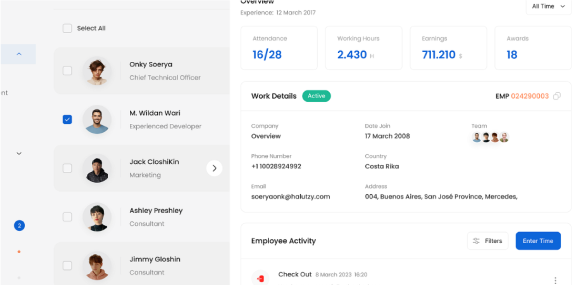 Select All
nt
2
Onky Soerya
Chief Technical Officer
M. Wildan Wari
Experienced Developer
Jack CloshiKin
Marketing
Ashley Preshley
Consultant
Jimmy Gloshin
Consultant
Overview
Experience: 12 March 2017
All Time
Attendance
16/28
Working Hours
2.430 H
Earnings
711.210 $
Awards
18
Work Details Active
EMP 024290003
Company
Overview
Date Join
17 March 2008
Team
Phone Number
+1 10028924992
Country
Costa Rika
Email
soeryaonk@halutzy.com
Address
004, Buenos Aires, San José Province, Mercedes,
Employee Activity
Filters
Enter Time
Check Out 8 March 2023 16:20